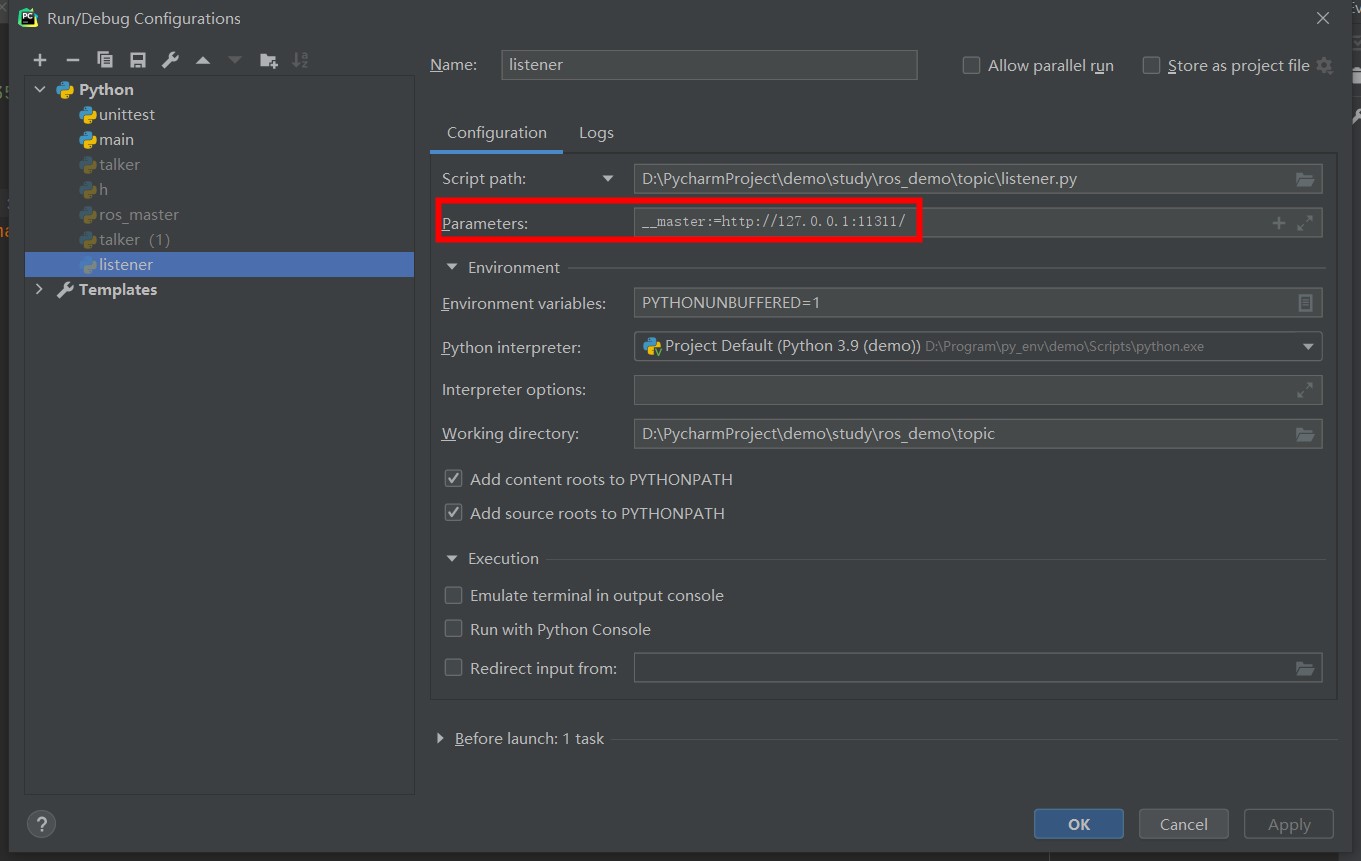 Run/Debug Configurations
Name:
listener
Allow parallel run
Store as project file
Python
unittest
main
talker
h
ros_master
talker (1)
listener
Templates
Configuration
Logs
Script path:
D:\PycharmProject\demo\study\ros_demo\topic\listener.py
Parameters:
__master:=http://127.0.0.1:11311/
Environment
Environment variables:
PYTHONUNBUFFERED=1
Python interpreter:
Project Default (Python 3.9 (demo)) D:\Program\py_env\demo\Scripts\python.exe
Interpreter options:
Working directory:
D:\PycharmProject\demo\study\ros_demo\topic
Add content roots to PYTHONPATH
Add source roots to PYTHONPATH
Execution
Emulate terminal in output console
Run with Python Console
Redirect input from:
Before launch: 1 task
?
OK
Cancel
Apply